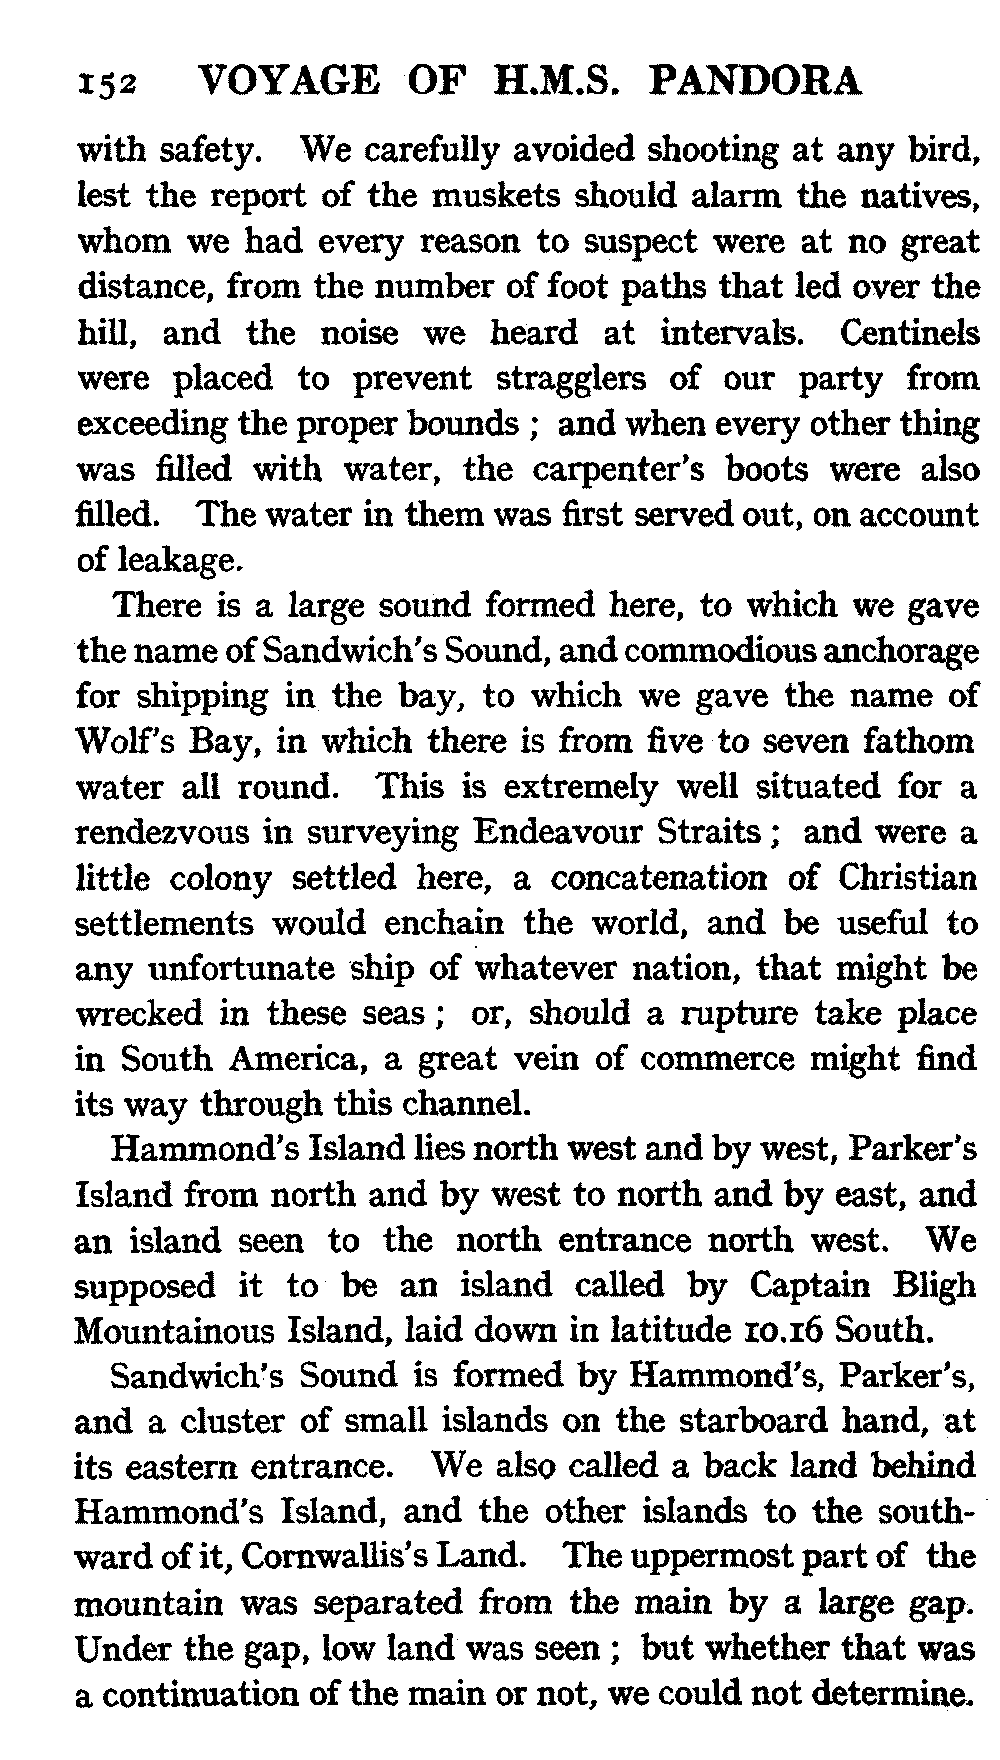 152 VOYAGE OF H.M.S. PANDORA
with safety. We carefully avoided shooting at any bird,
lest the report of the muskets should alarm the natives,
whom we had every reason to suspect were at no great
distance, from the number of foot paths that led over the
hill, and the noise we heard at intervals. Centinels
were placed to prevent stragglers of our party from
exceeding the proper bounds ; and when every other thing
was filled with water, the carpenter's boots were also
filled. The water in them was first served out, on account
of leakage.
There is a large sound formed here, to which we gave
the name of Sandwich's Sound, and commodious anchorage
for shipping in the bay, to which we gave the name of
Wolf's Bay, in which there is from five to seven fathom
water all round. This is extremely well situated for a
rendezvous in surveying Endeavour Straits ; and were a
little colony settled here, a concatenation of Christian
settlements would enchain the world, and be useful to
any unfortunate ship of whatever nation, that might be
wrecked in these seas ; or, should a rupture take place
in South America, a great vein of commerce might find
its way through this channel.
Hammond's Island lies north west and by west, Parker's
Island from north and by west to north and by east, and
an island seen to the north entrance north west. We
supposed it to be an island called by Captain Bligh
Mountainous Island, laid down in latitude 10.16 South.
Sandwich's Sound is formed by Hammond's, Parker's,
and a cluster of small islands on the starboard hand, at
its eastern entrance. We also called a back land behind
Hammond's Island, and the other islands to the south-
ward of it, Cornwallis's Land. The uppermost part of the
mountain was separated from the main by a large gap.
Under the gap, low land was seen ; but whether that was
a continuation of the main or not, we could not determine.